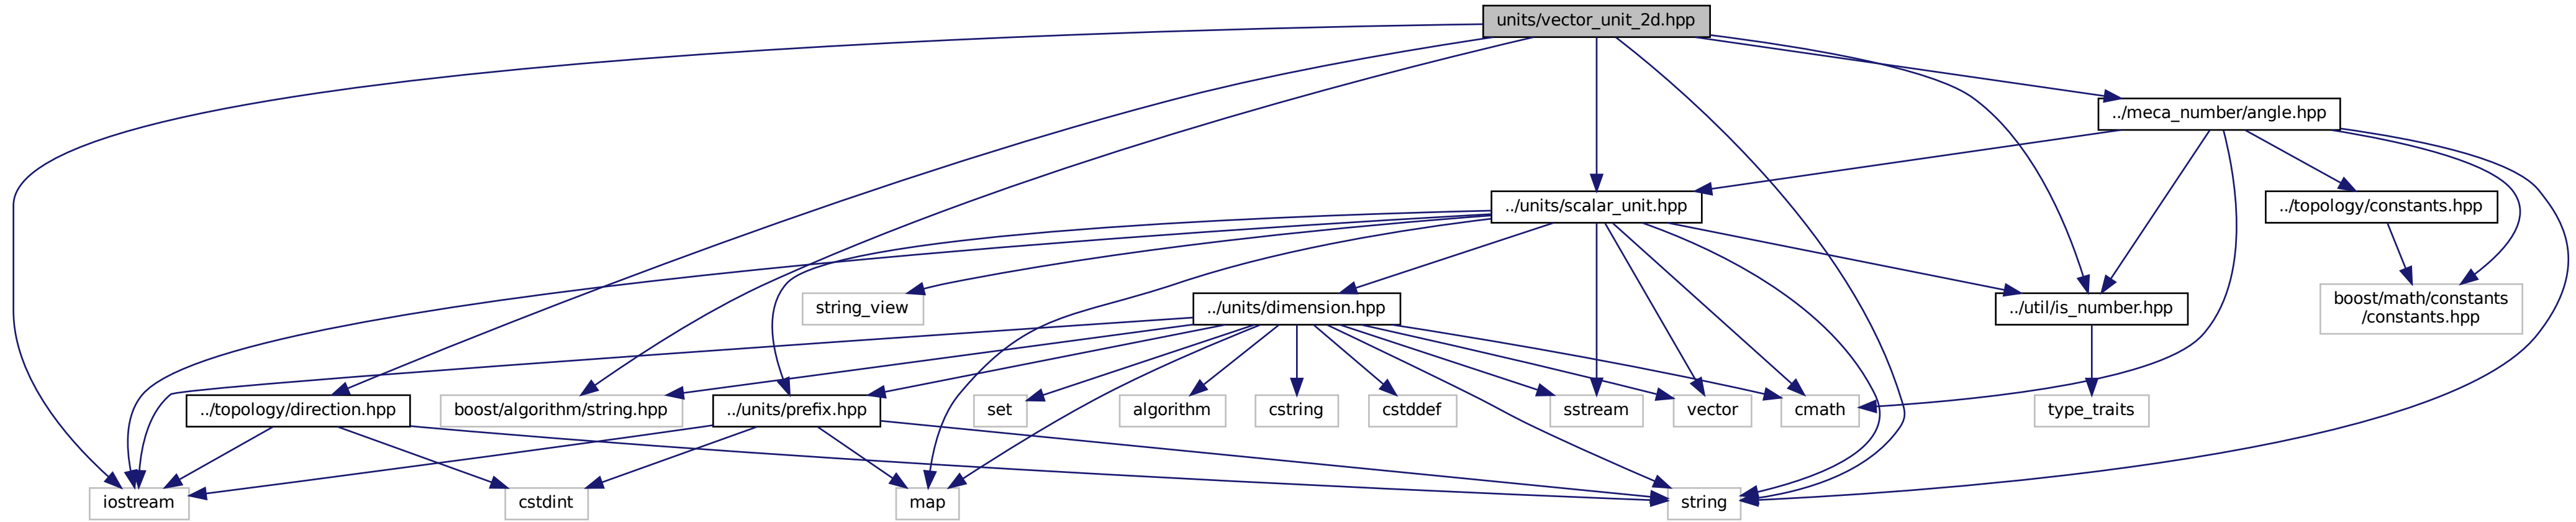 units/vector_unit_2d.hpp
../meca_number/angle.hpp
../units/scalar_unit.hpp
../topology/constants.hpp
string_view
../units/dimension.hpp
../util/is_number.hpp
boost/math/constants
/constants.hpp
../topology/direction.hpp
boost/algorithm/string.hpp
../units/prefix.hpp
set
algorithm
cstring
cstddef
sstream
vector
cmath
type_traits
iostream
cstdint
map
string